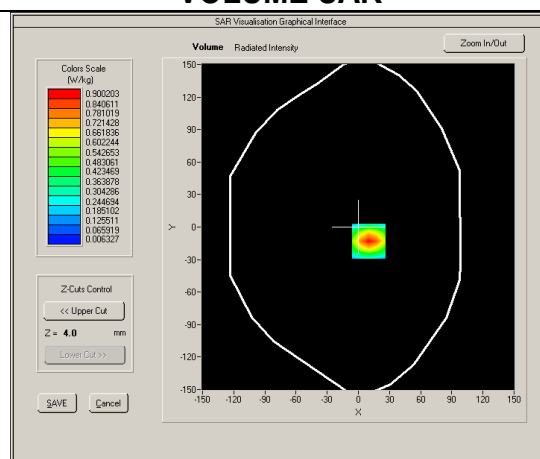 VOLUME SAR
SAR Visualisation Graphical Interface
Volume Radiated Intensity
Zoom In/Out
Colors Scale
(W/kg)
0.900203
0.840611
0.781019
0.721428
0.661836
0.602244
0.542653
0.483061
0.423469
0.363878
0.304286
0.244694
0.185102
0.125511
0.065919
0.006327
Z-Cuts Control
<< Upper Cut
Z = 4.0 mm
Lower Cut >>
SAVE Cancel
150
120
90
60
30
0
-30
-60
-90
-120
-150
Y
-150 -120 -90 -60 -30 0 30 60 90 120 150
X